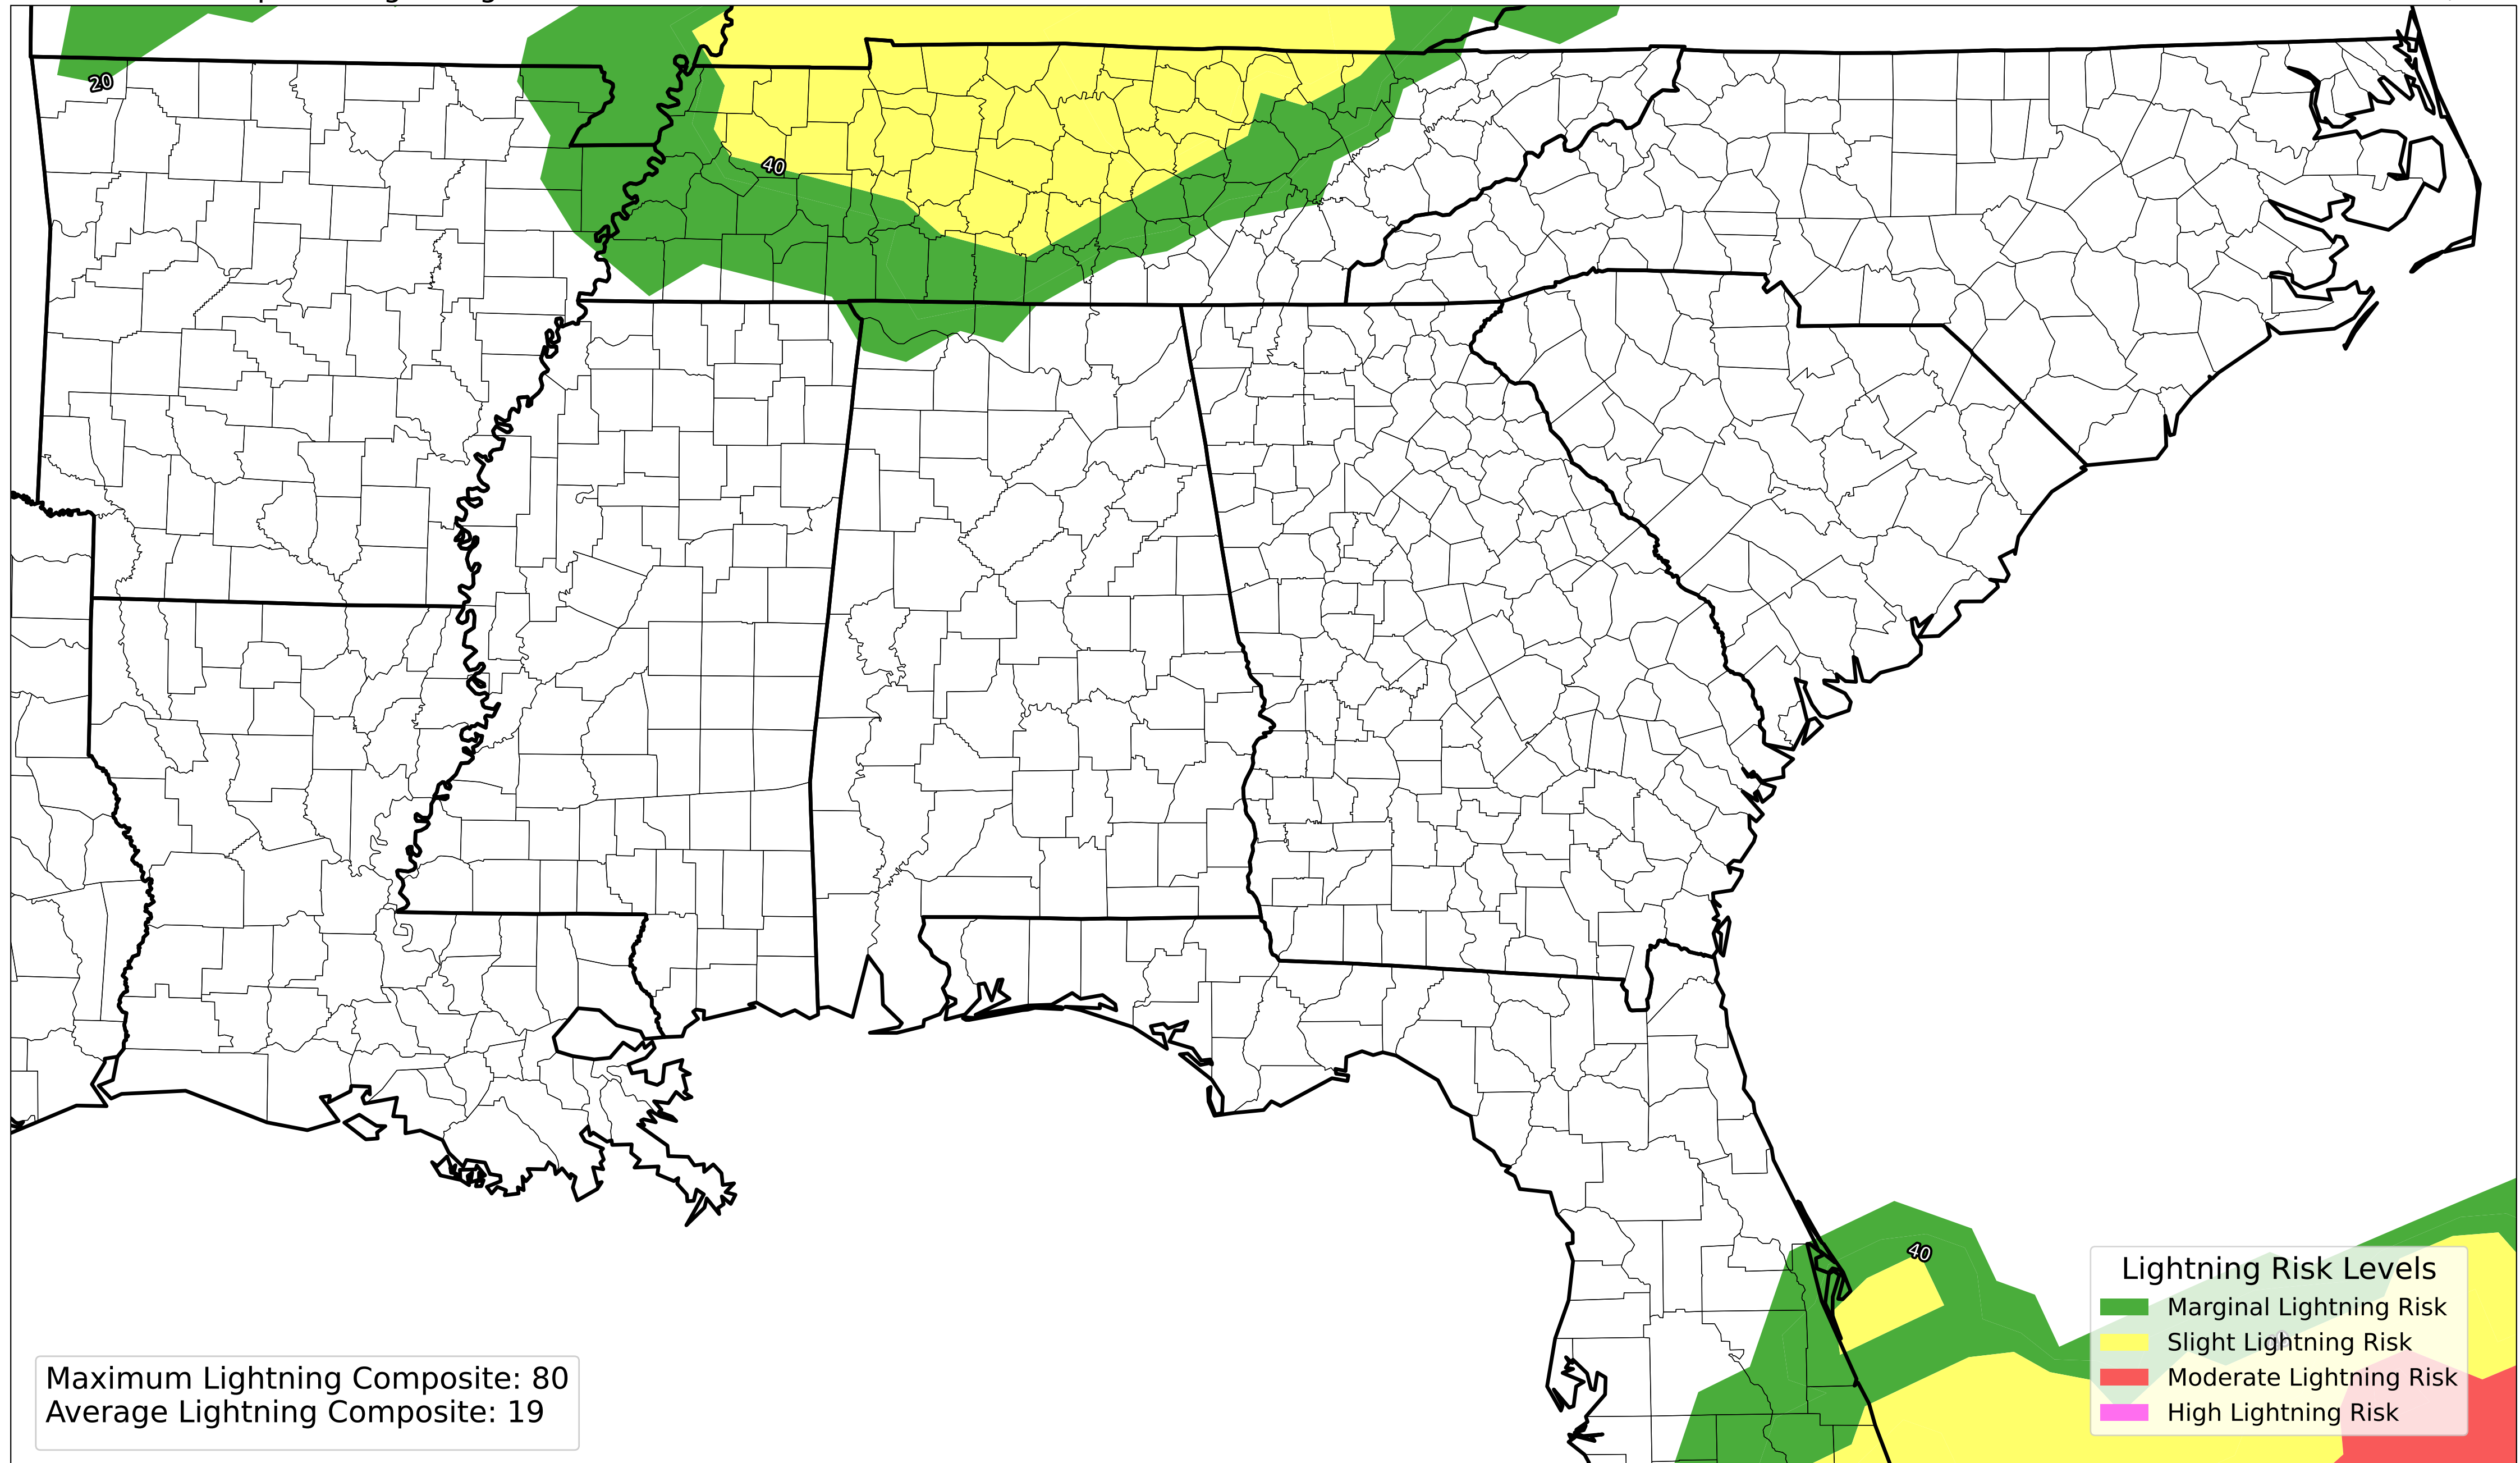 20
40
40
Lightning Risk Levels
Marginal Lightning Risk
Slight Lightning Risk
Moderate Lightning Risk
High Lightning Risk
Maximum Lightning Composite: 80
Average Lightning Composite: 19